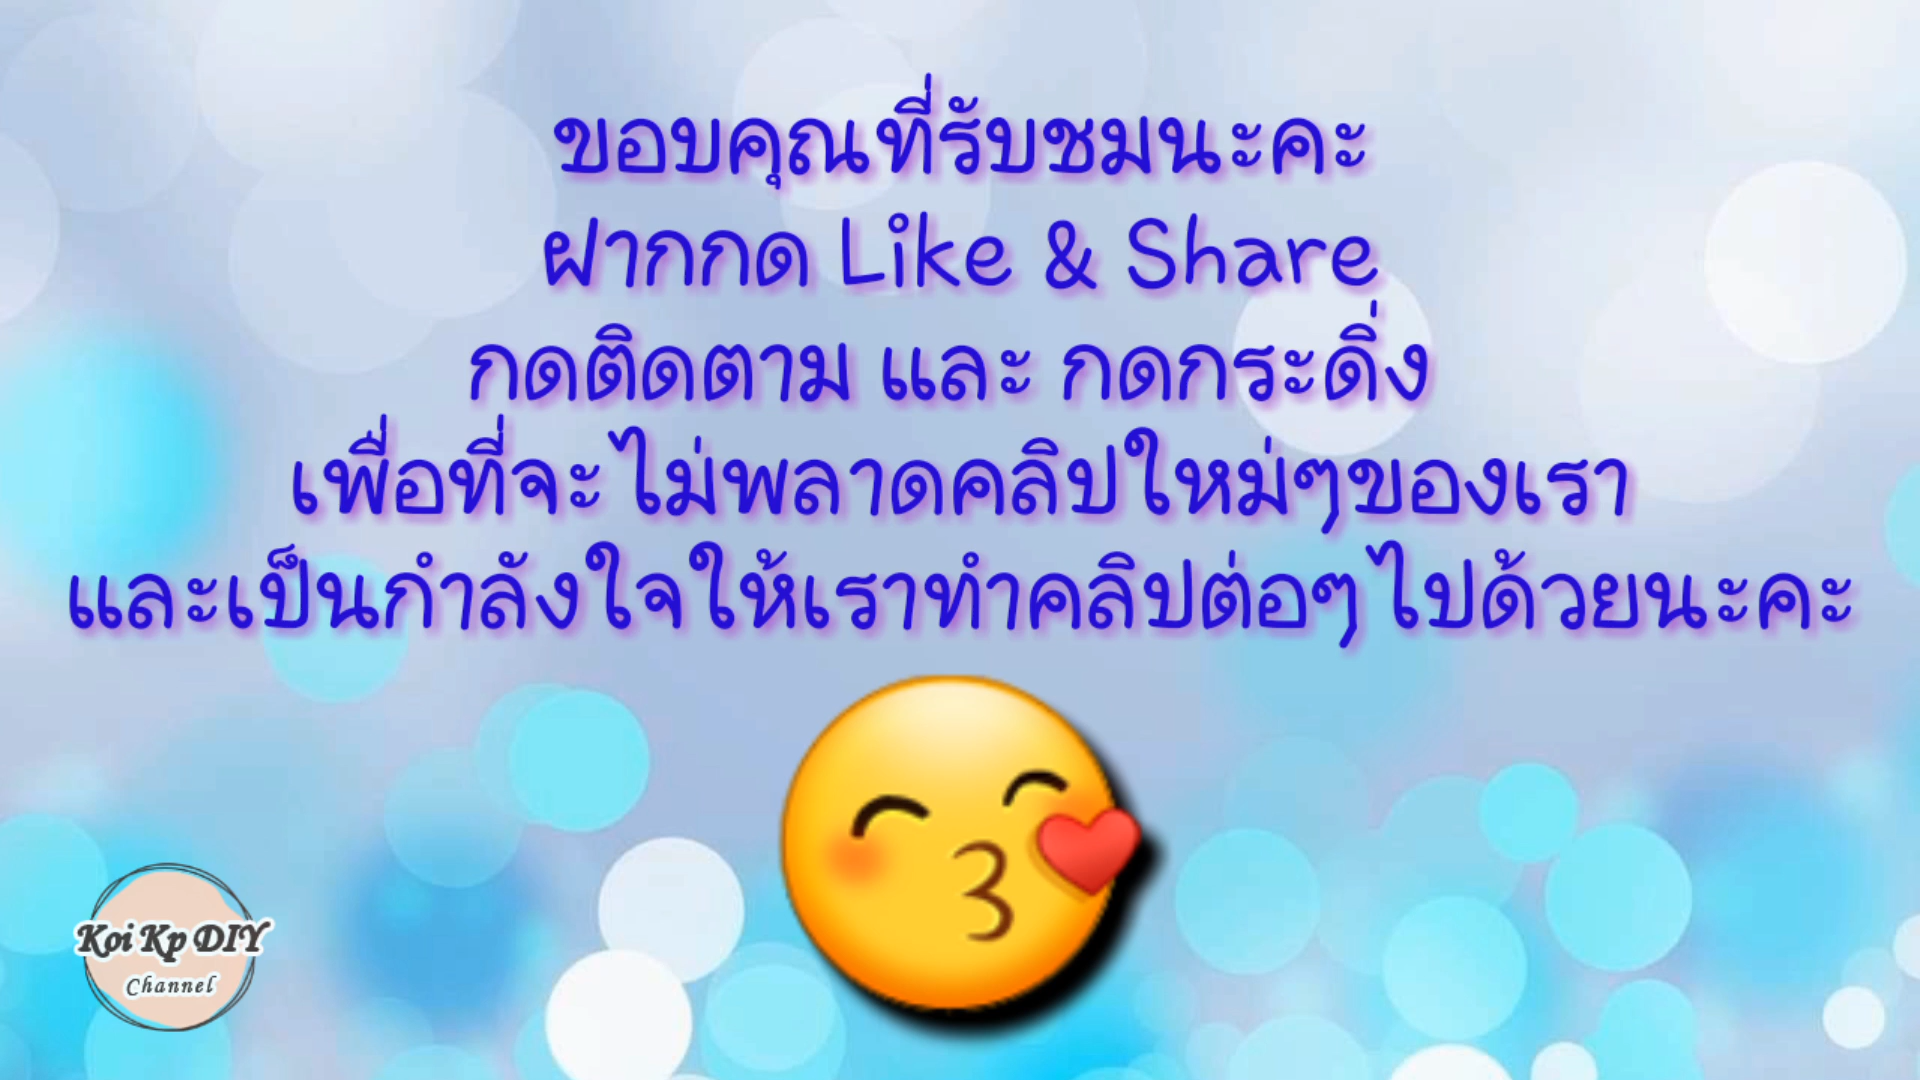 ขอบคุณที่รับชมนะคะ
ฝากกด Like & Share
กดติดตาม และ กดกระดิ่ง
เพื่อที่จะไม่พลาดคลิปใหม่ๆของเรา
และเป็นกำลังใจให้เราทำคลิปต่อๆไปด้วยนะคะ
Koi Kp DIY
Channel